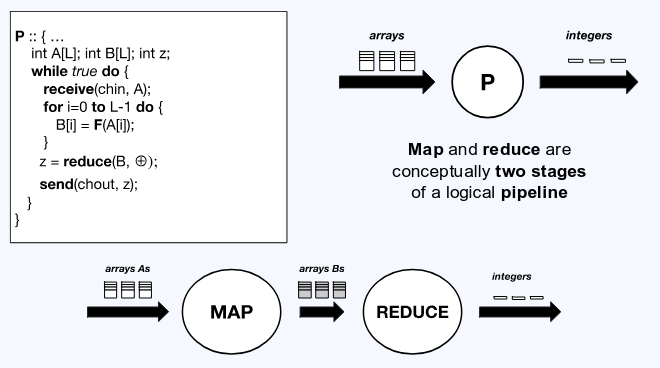 P :: { …
int A[L]; int B[L]; int z;
while true do {
receive(chin, A);
for i=0 to L-1 do {
B[i] = F(A[i]);
}
z = reduce(B, ⊕);
send(chout, z);
}
}
arrays
integers
P
Map and reduce are
conceptually two stages
of a logical pipeline
arrays As
arrays Bs
integers
MAP
REDUCE